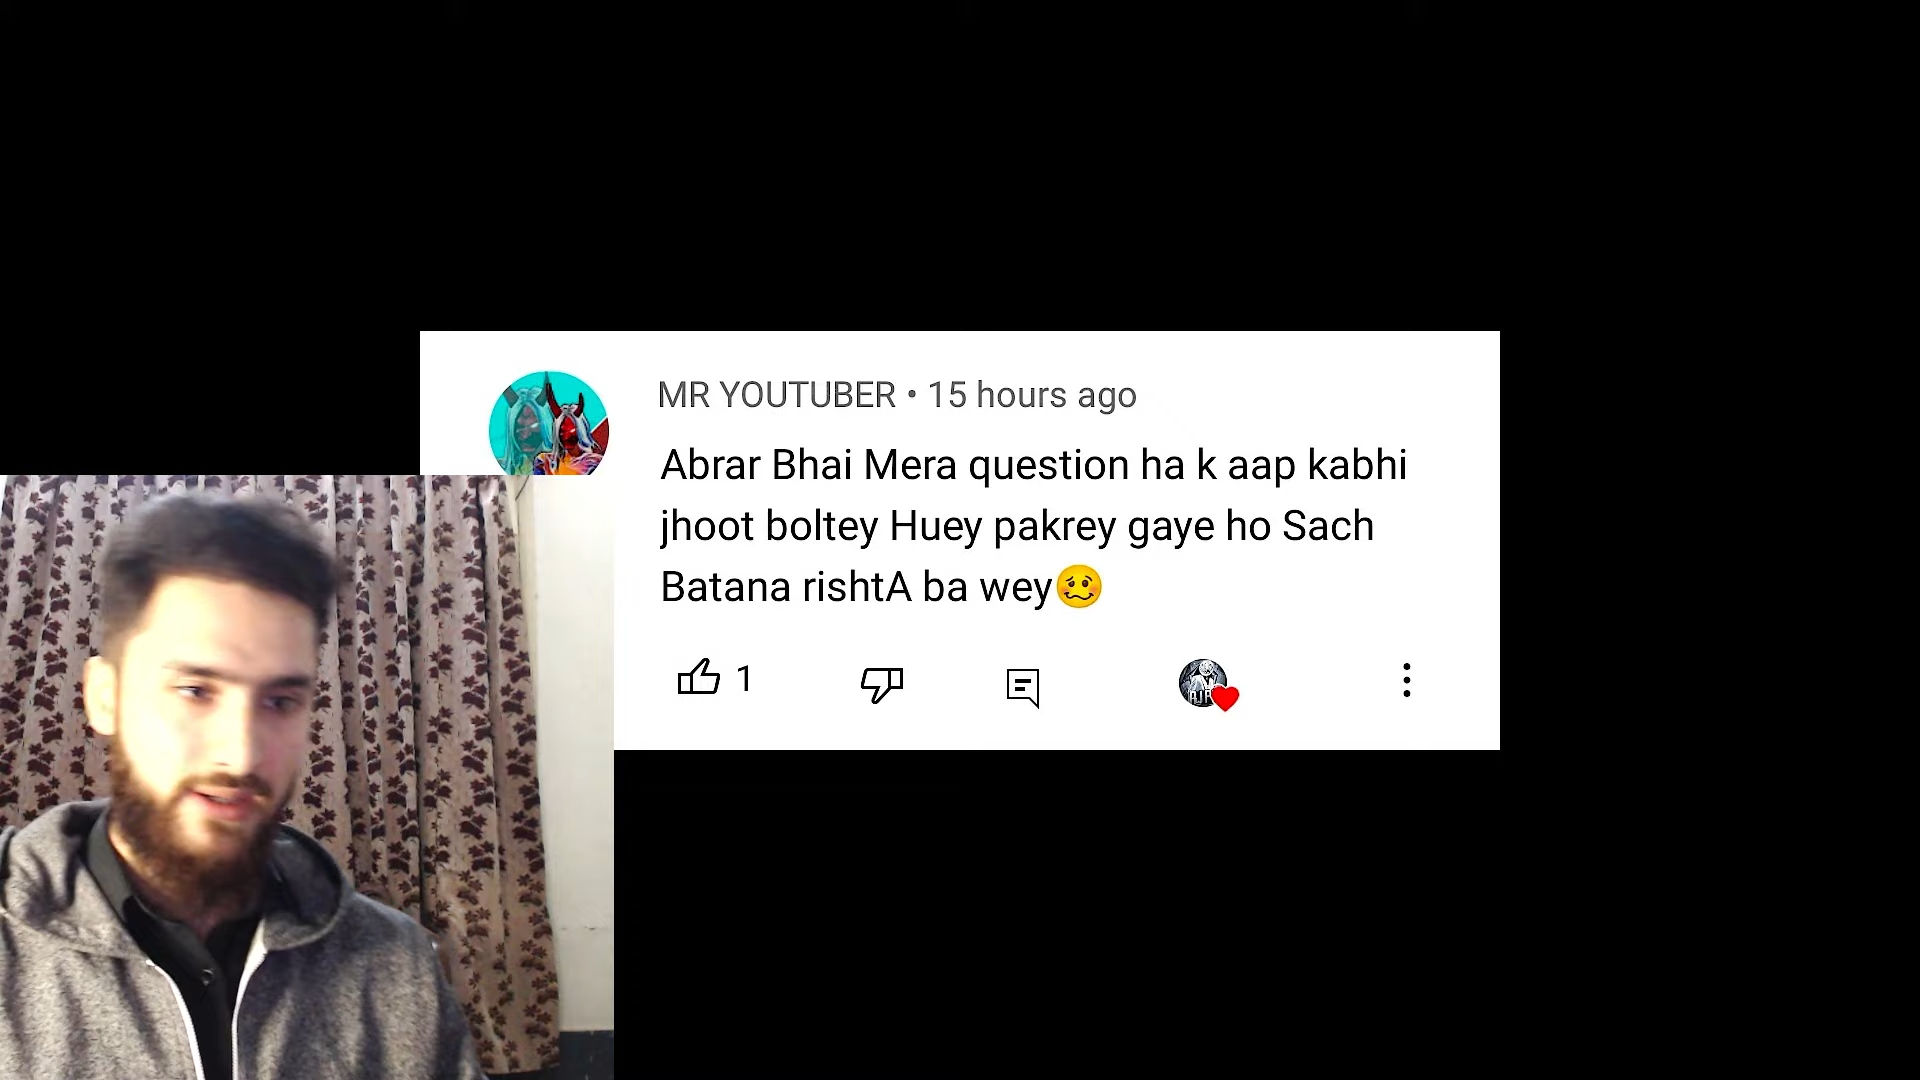 MR YOUTUBER • 15 hours ago
Abrar Bhai Mera question ha k aap kabhi
jhoot boltey Huey pakrey gaye ho Sach
Batana rishtA ba wey🥴
1